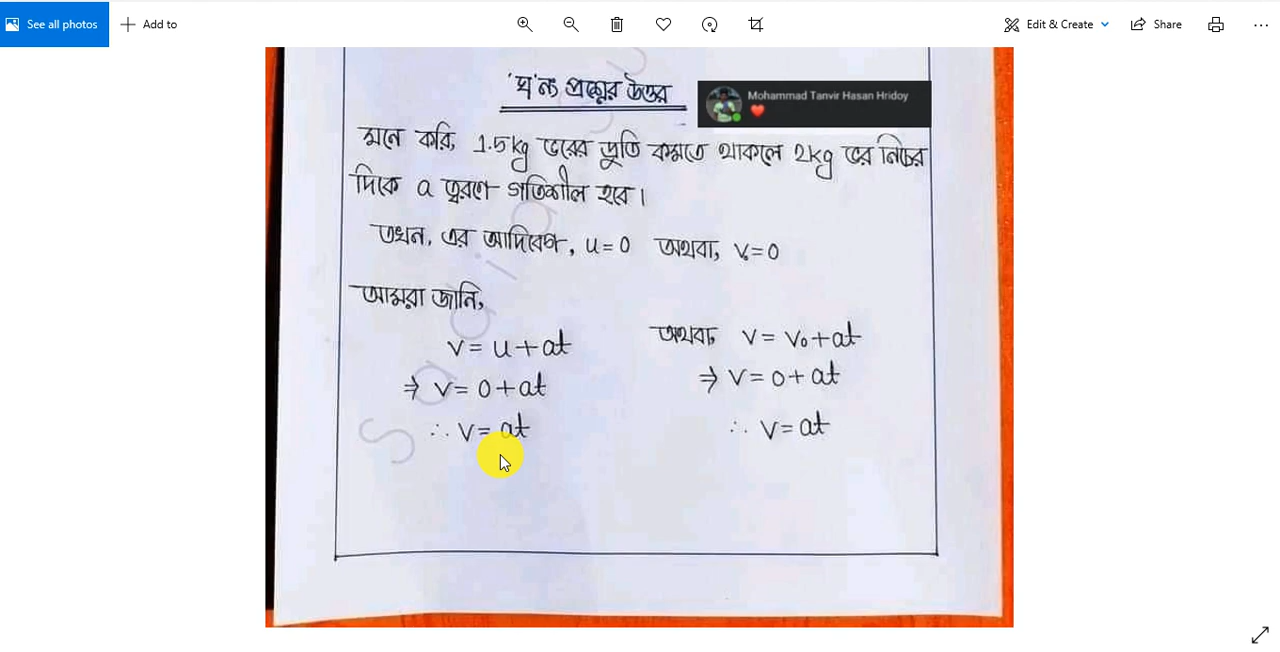 See all photos
Add to
Edit & Create
Share
'ঘ' নং প্রশ্নের উত্তর
Mohammad Tanvir Hasan Hridoy
মনে করি, 1.5kg ভরের দ্রুতি কমতে থাকলে 2kg ভর নিচের
দিকে a ত্বরণে গতিশীল হবে।
তখন, এর আদিবেগ, u = 0 অথবা, v₀ = 0
আমরা জানি,
v = u + at অথবা, v = v₀ + at
⇒ v = 0 + at ⇒ v = 0 + at
∴ v = at ∴ v = at